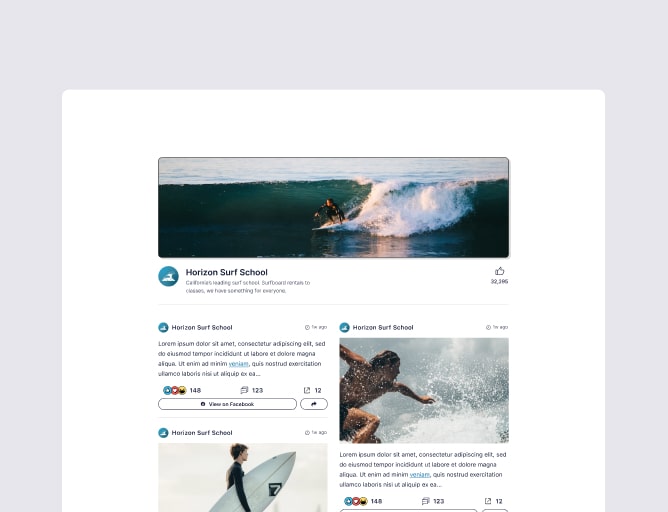 Horizon Surf School
California's leading surf school. Surfboard rentals to
classes, we have something for everyone.
32,295
Horizon Surf School
1w ago
Lorem ipsum dolor sit amet, consectetur adipiscing elit, sed
do eiusmod tempor incididunt ut labore et dolore magna
aliqua. Ut enim ad minim veniam, quis nostrud exercitation
ullamco laboris nisi ut aliquip ex ea...
148
123
12
View on Facebook
Horizon Surf School
1w ago
Horizon Surf School
1w ago
Lorem ipsum dolor sit amet, consectetur adipiscing elit, sed
do eiusmod tempor incididunt ut labore et dolore magna
aliqua. Ut enim ad minim veniam, quis nostrud exercitation
ullamco laboris nisi ut aliquip ex ea...
148
123
12